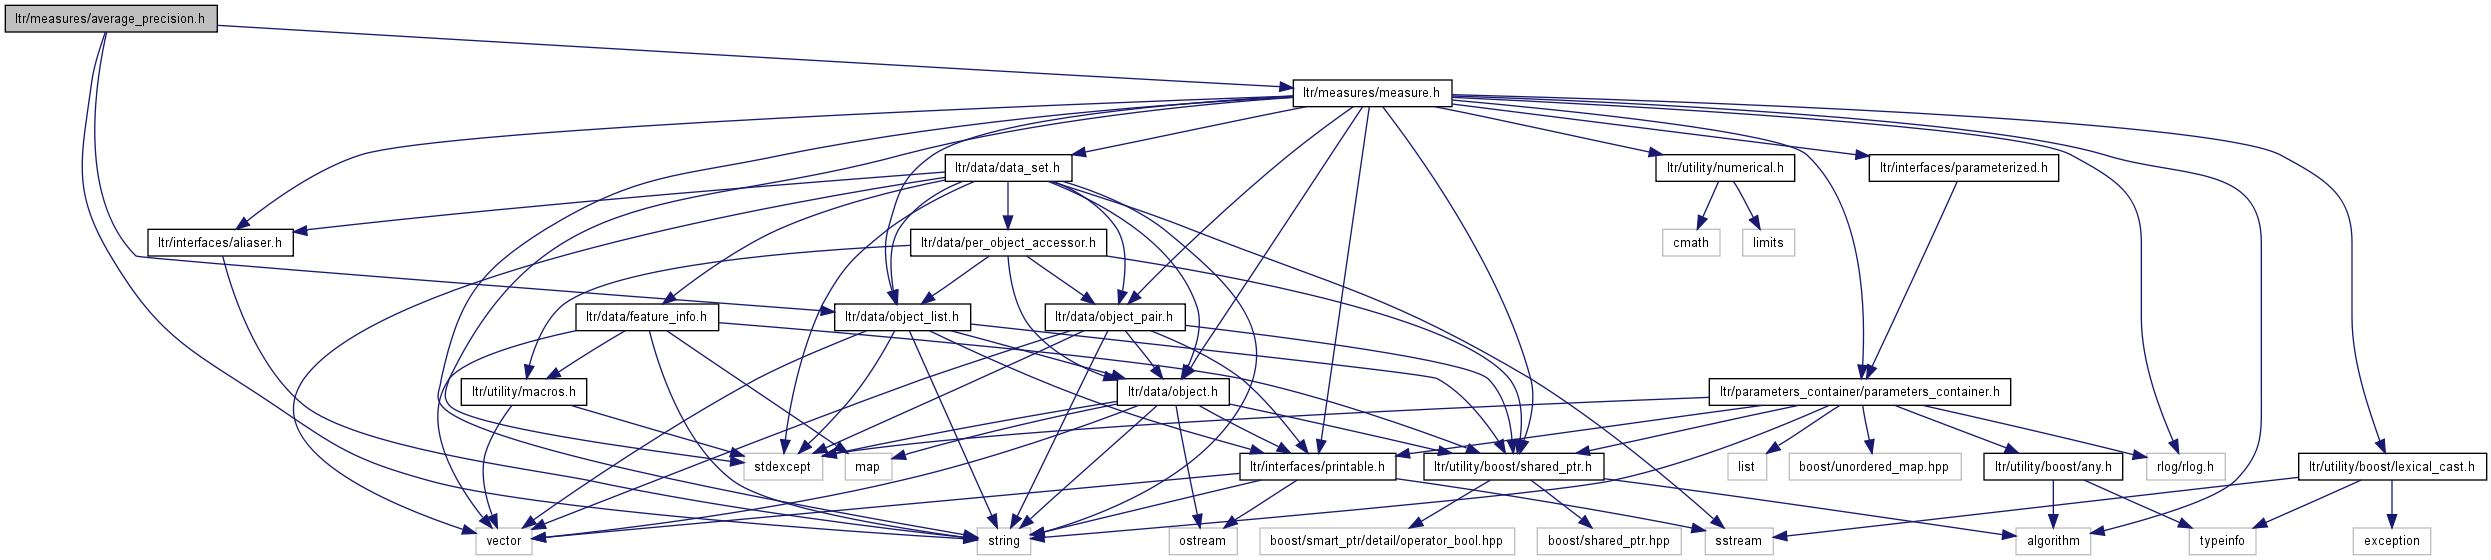 ltr/measures/average_precision.h
ltr/measures/measure.h
ltr/data/data_set.h
ltr/utility/numerical.h
ltr/interfaces/parameterized.h
ltr/interfaces/aliaser.h
ltr/data/per_object_accessor.h
cmath
limits
ltr/data/feature_info.h
ltr/data/object_list.h
ltr/data/object_pair.h
ltr/utility/macros.h
ltr/data/object.h
ltr/parameters_container/parameters_container.h
stdexcept
map
ltr/interfaces/printable.h
ltr/utility/boost/shared_ptr.h
list
boost/unordered_map.hpp
ltr/utility/boost/any.h
rlog/rlog.h
ltr/utility/boost/lexical_cast.h
vector
string
ostream
boost/smart_ptr/detail/operator_bool.hpp
boost/shared_ptr.hpp
sstream
algorithm
typeinfo
exception